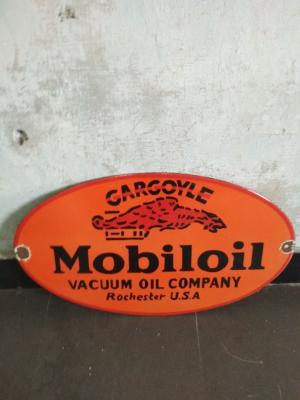 GARGOYLE
Mobiloil
VACUUM OIL COMPANY
Rochester U.S.A